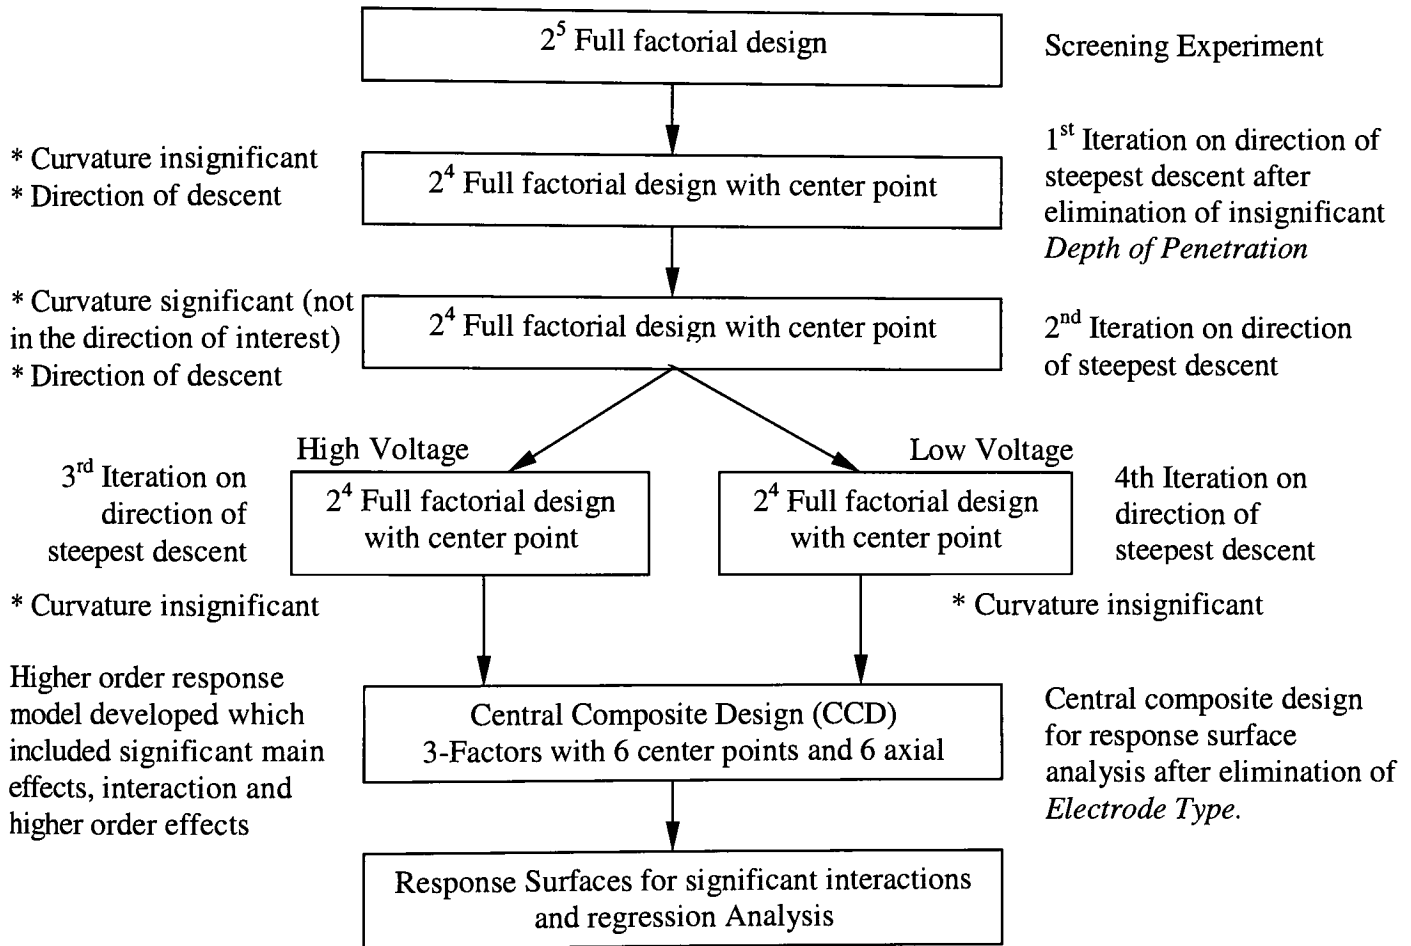 2⁵ Full factorial design
Screening Experiment
* Curvature insignificant
* Direction of descent
2⁴ Full factorial design with center point
1ˢᵗ Iteration on direction of
steepest descent after
elimination of insignificant
Depth of Penetration
* Curvature significant (not
in the direction of interest)
* Direction of descent
2⁴ Full factorial design with center point
2ⁿᵈ Iteration on direction
of steepest descent
High Voltage
Low Voltage
3ʳᵈ Iteration on
direction of
steepest descent
2⁴ Full factorial design
with center point
2⁴ Full factorial design
with center point
4th Iteration on
direction of
steepest descent
* Curvature insignificant
* Curvature insignificant
Higher order response
model developed which
included significant main
effects, interaction and
higher order effects
Central Composite Design (CCD)
3-Factors with 6 center points and 6 axial
Central composite design
for response surface
analysis after elimination of
Electrode Type.
Response Surfaces for significant interactions
and regression Analysis